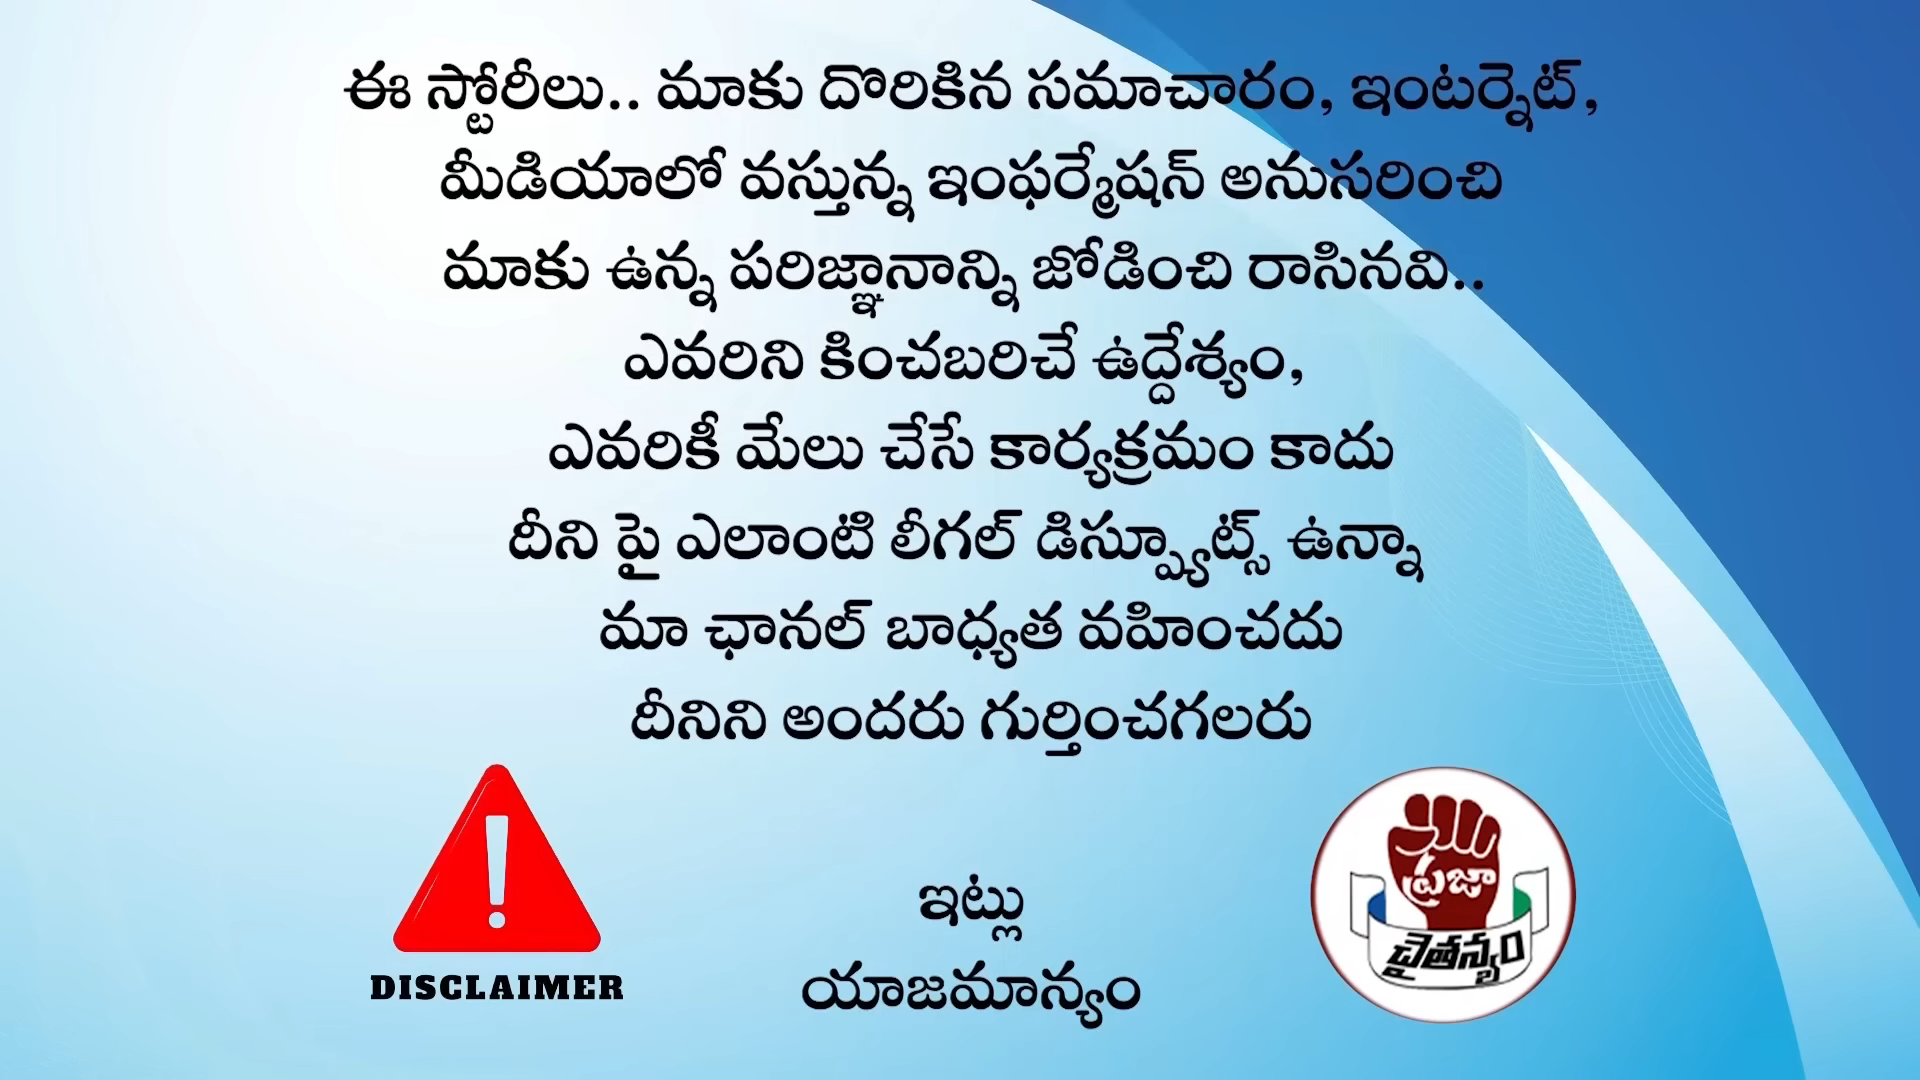 ఈ స్టోరీలు.. మాకు దొరికిన సమాచారం, ఇంటర్నెట్,
మీడియాలో వస్తున్న ఇంఫర్మేషన్ అనుసరించి
మాకు ఉన్న పరిజ్ఞానాన్ని జోడించి రాసినవి..
ఎవరిని కించబరిచే ఉద్దేశ్యం,
ఎవరికీ మేలు చేసే కార్యక్రమం కాదు
దీని పై ఎలాంటి లీగల్ డిస్ప్యూట్స్ ఉన్నా
మా ఛానల్ బాధ్యత వహించదు
దీనిని అందరు గుర్తించగలరు
DISCLAIMER
ఇట్లు
యాజమాన్యం
ప్రజా
చైతన్యం